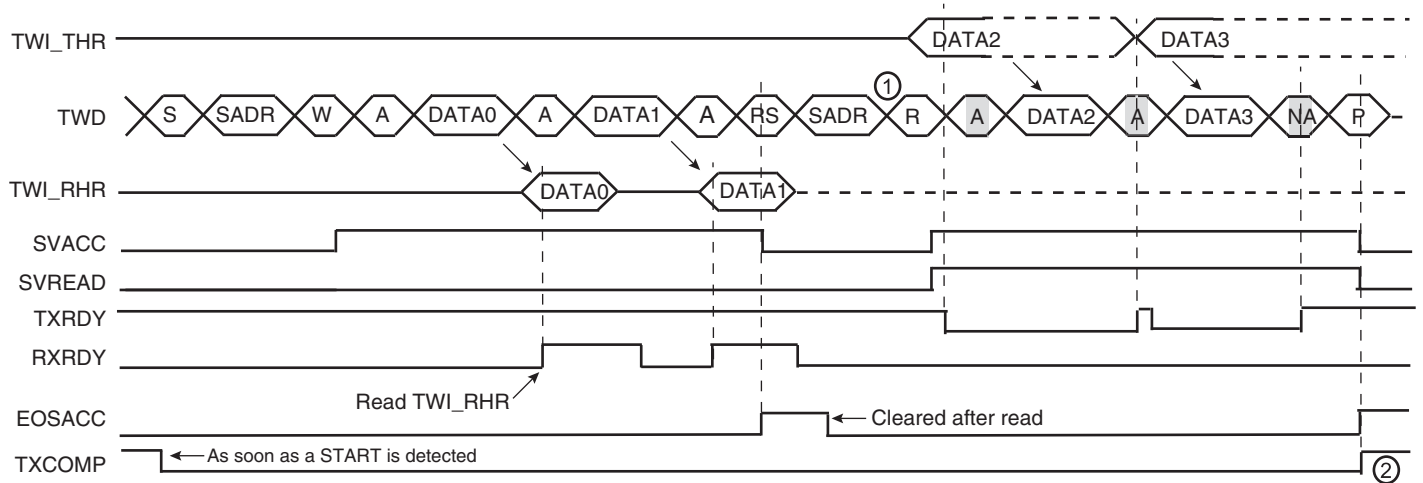 TWI_THR DATA2 DATA3
TWD S SADR W A DATA0 A DATA1 A RS SADR ① R A DATA2 A DATA3 NA P
TWI_RHR DATA0 DATA1
SVACC
SVREAD
TXRDY
RXRDY
Read TWI_RHR
EOSACC Cleared after read
TXCOMP As soon as a START is detected ②